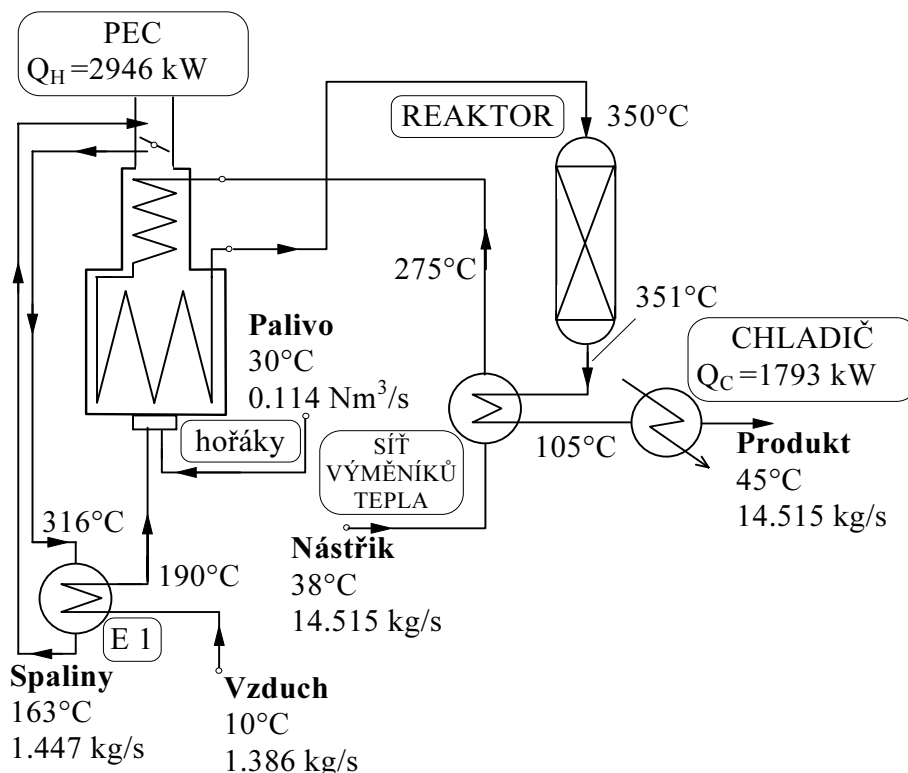 PEC
Q_H =2946 kW
REAKTOR
350°C
275°C
351°C
Palivo
30°C
0.114 Nm³/s
hořáky
CHLADIČ
Q_C =1793 kW
SÍŤ
VÝMĚNÍKŮ
TEPLA
105°C
Produkt
45°C
14.515 kg/s
316°C
190°C
Nástřik
38°C
14.515 kg/s
E 1
Spaliny
163°C
1.447 kg/s
Vzduch
10°C
1.386 kg/s